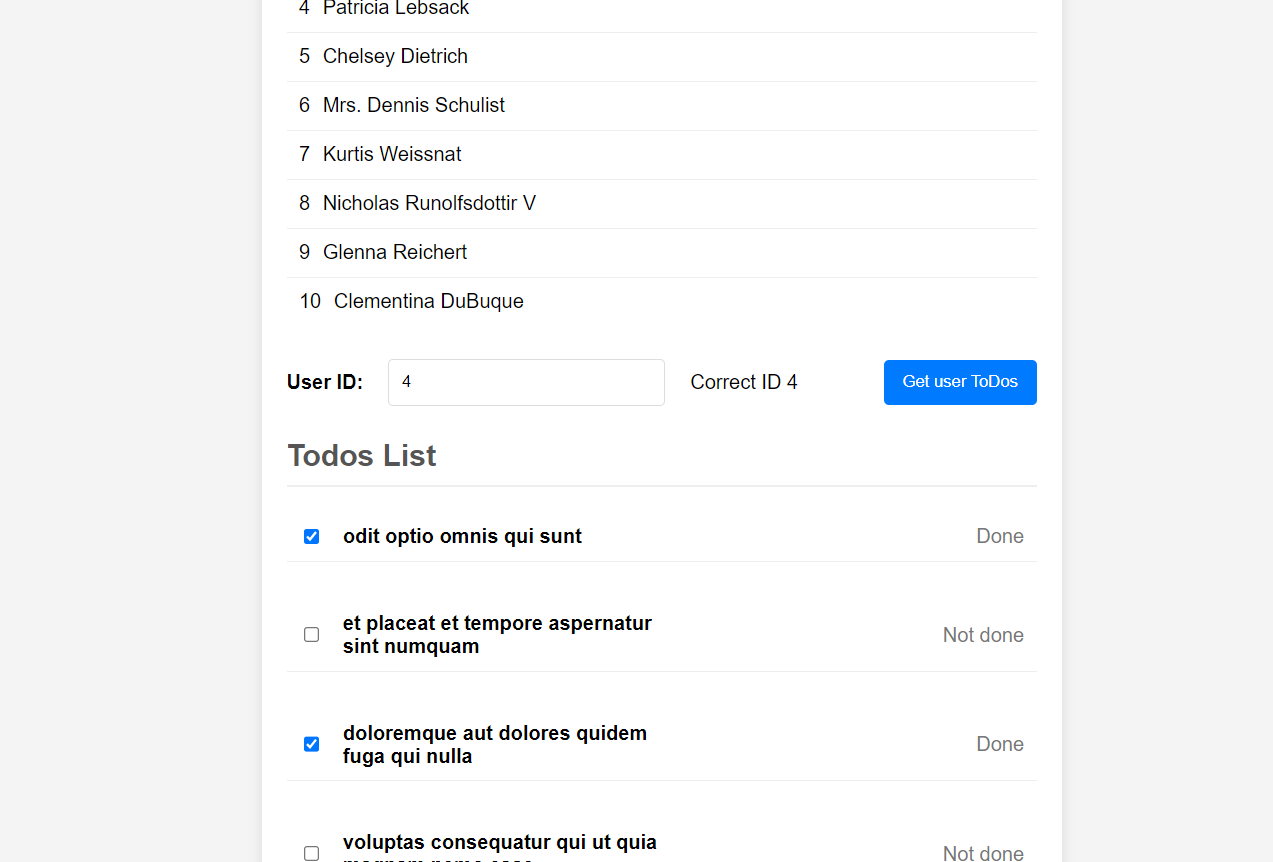 4 Patricia Lebsack
5 Chelsey Dietrich
6 Mrs. Dennis Schulist
7 Kurtis Weissnat
8 Nicholas Runolfsdottir V
9 Glenna Reichert
10 Clementina DuBuque
User ID: 4 Correct ID 4 Get user ToDos
Todos List
odit optio omnis qui sunt Done
et placeat et tempore aspernatur
sint numquam
Not done
doloremque aut dolores quidem
fuga qui nulla
Done
voluptas consequatur qui ut quia
Not done